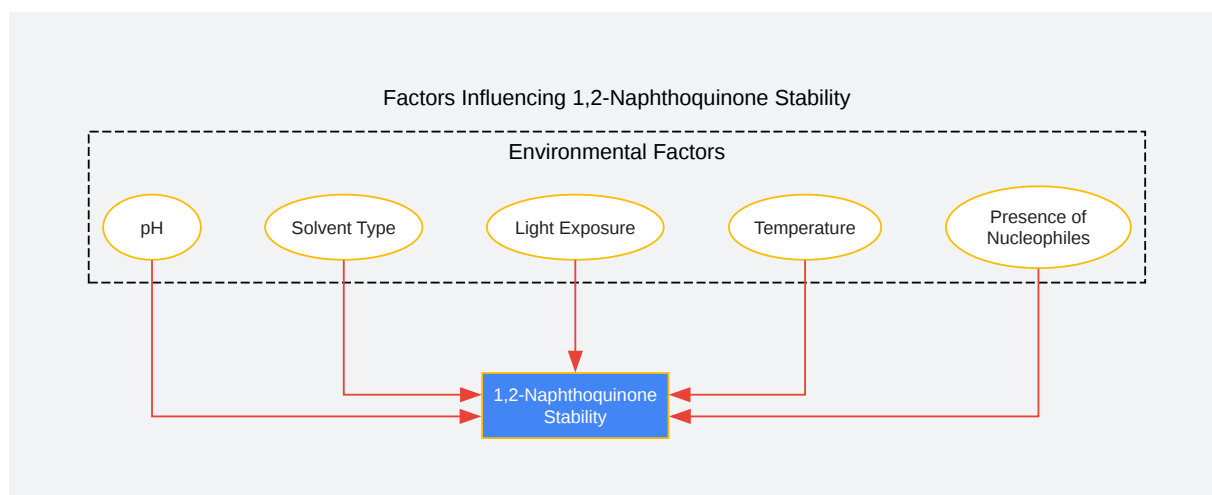 Factors Influencing 1,2-Naphthoquinone Stability
Environmental Factors
pH
Solvent Type
Light Exposure
Temperature
Presence of
Nucleophiles
1,2-Naphthoquinone
Stability